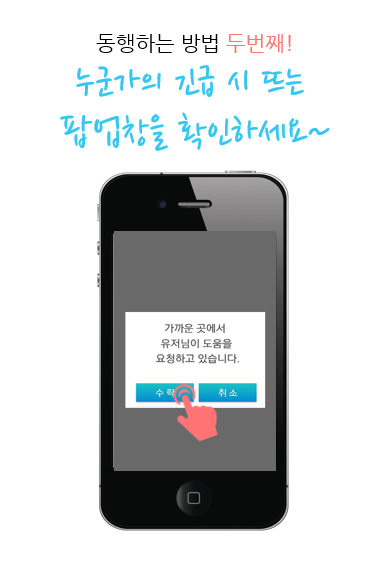 동행하는 방법 두번째!
누군가의 긴급 시 뜨는
팝업창을 확인하세요~
가까운 곳에서
유저님이 도움을
요청하고 있습니다.
수 락 취 소